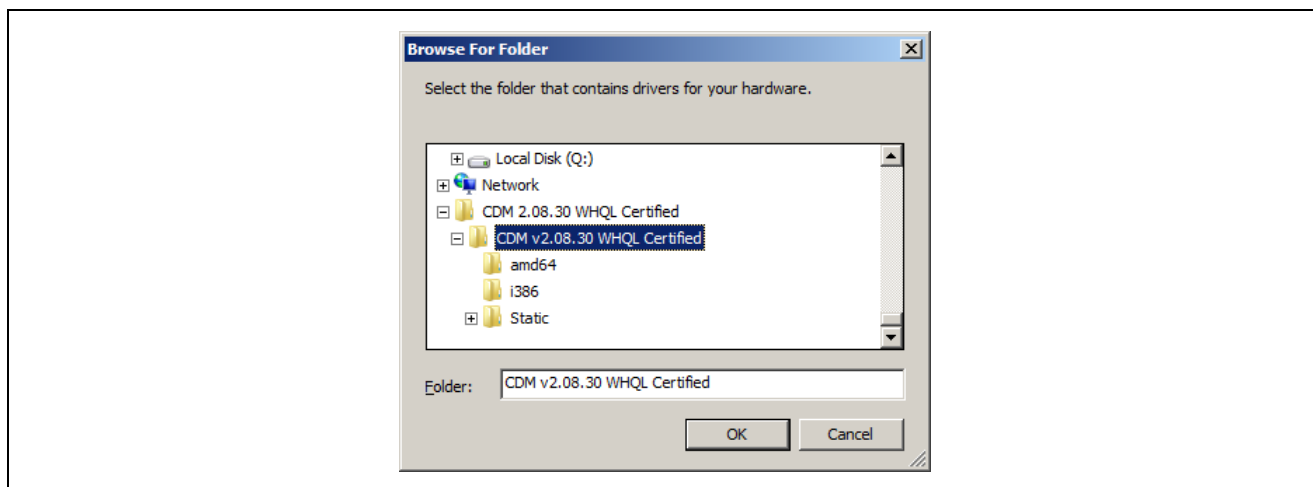 Browse For Folder
Select the folder that contains drivers for your hardware.
Local Disk (Q:)
Network
CDM 2.08.30 WHQL Certified
CDM v2.08.30 WHQL Certified
amd64
i386
Static
Folder: CDM v2.08.30 WHQL Certified
OK Cancel